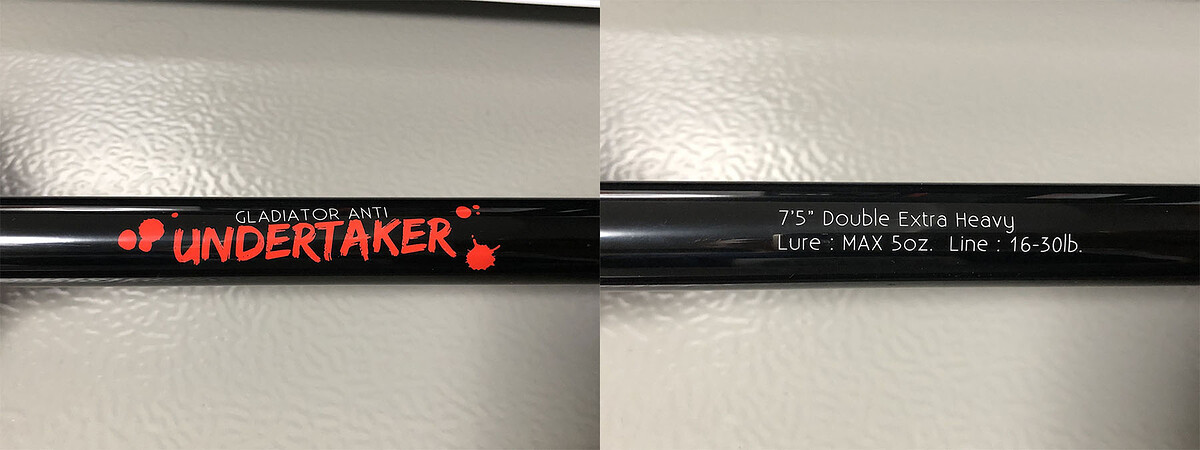 GLADIATOR ANTI
UNDERTAKER
7'5" Double Extra Heavy
Lure : MAX 5oz. Line : 16-30lb.